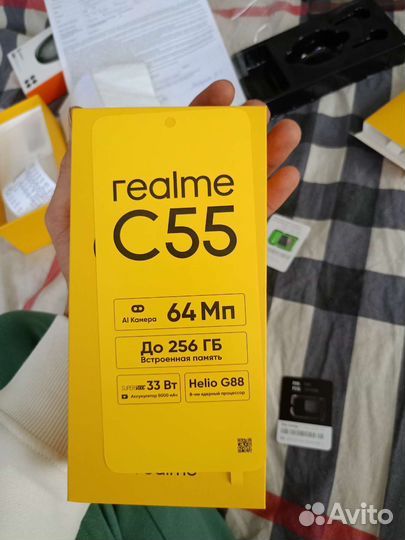 realme
C55
AI Камера
64 Мп
До 256 ГБ
Встроенная память
SUPERVOOC 33 Вт
Аккумулятор 5000 мАч
Helio G88
8-ми ядерный процессор
realme
Avito